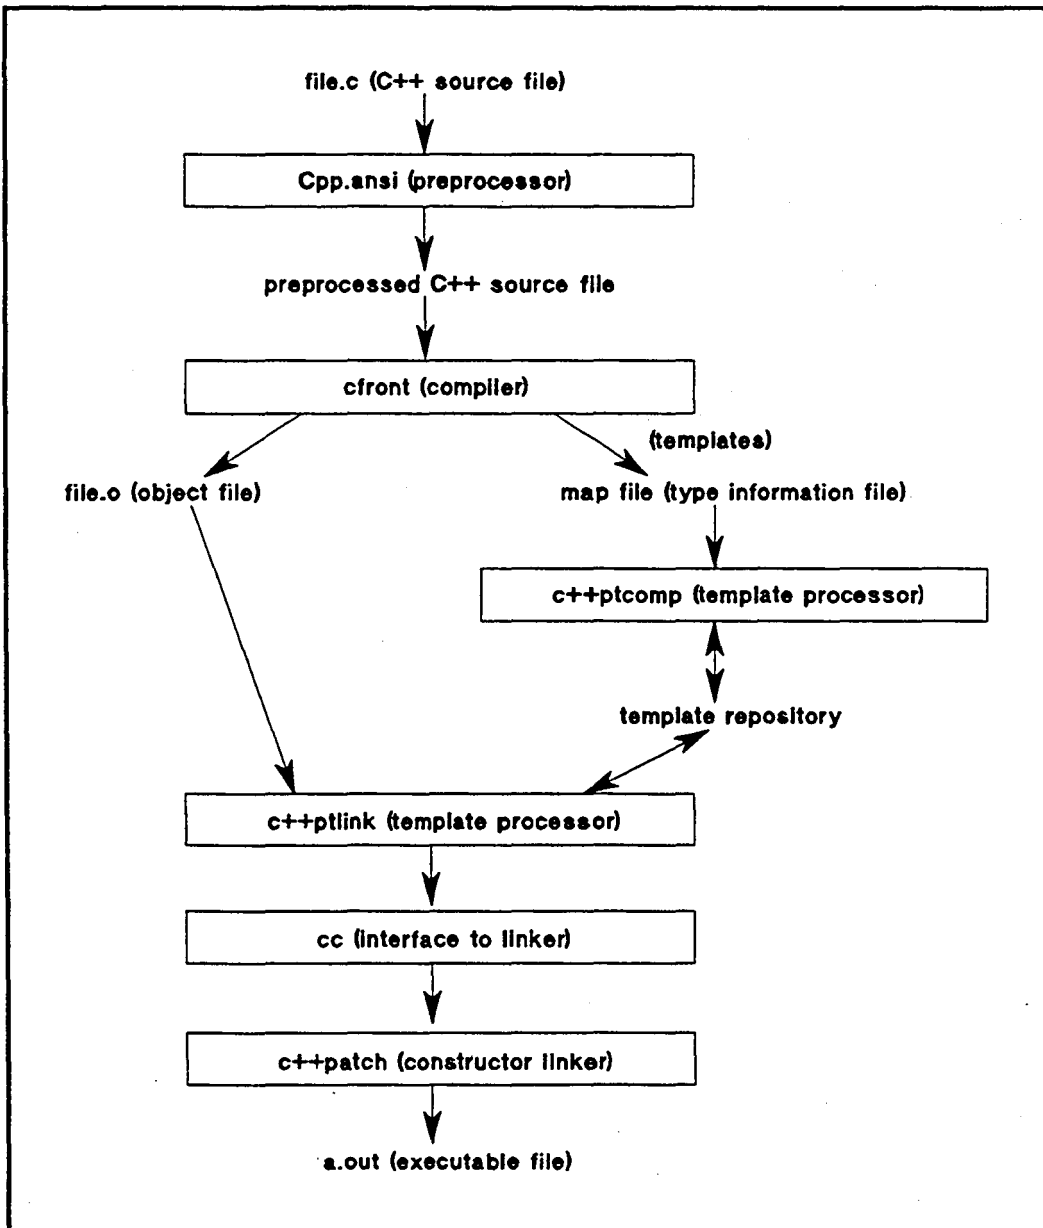 file.c (C++ source file)
Cpp.ansi (preprocessor)
preprocessed C++ source file
cfront (compiler)
(templates)
file.o (object file)
map file (type information file)
c++ptcomp (template processor)
template repository
c++ptlink (template processor)
cc (interface to linker)
c++patch (constructor linker)
a.out (executable file)